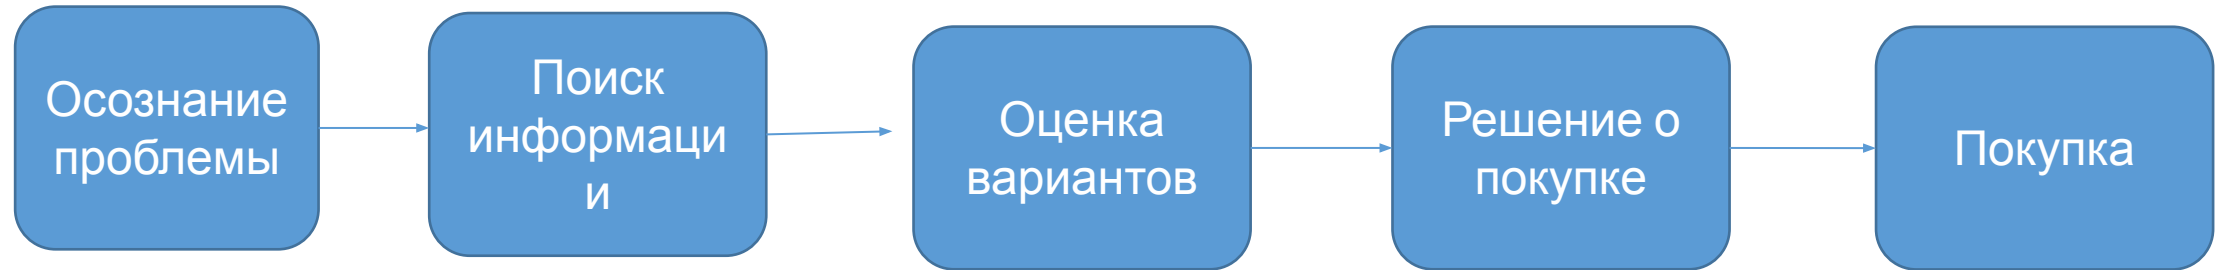 Осознание
проблемы
Поиск
информаци
и
Оценка
вариантов
Решение о
покупке
Покупка